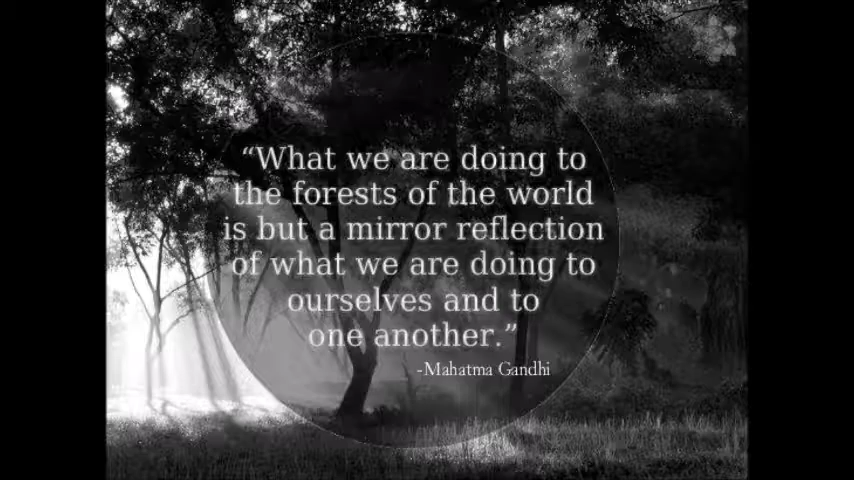 “What we are doing to
the forests of the world
is but a mirror reflection
of what we are doing to
ourselves and to
one another.”
-Mahatma Gandhi